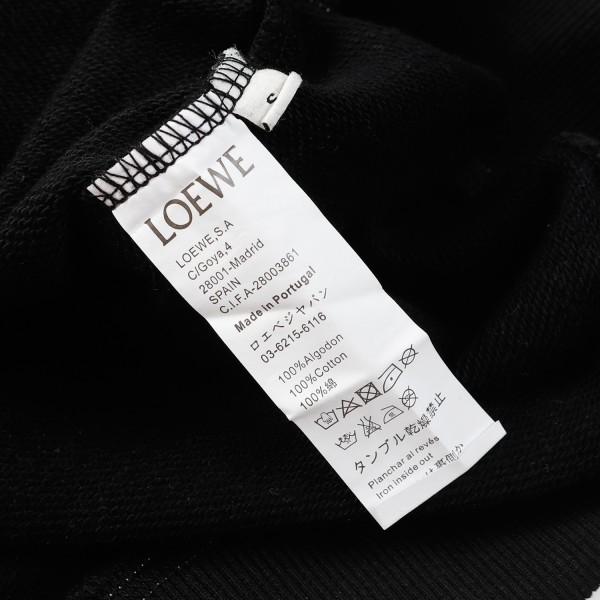 LOEWE
LOEWE,S.A
C/Goya,4
28001-Madrid
SPAIN
C.I.F.A-28003861
Made in Portugal
ロエベジャパン
03-6215-6116
100%Algodon
100%Cotton
100%綿
タンブル乾燥禁止
Planchar al revés
Iron inside out